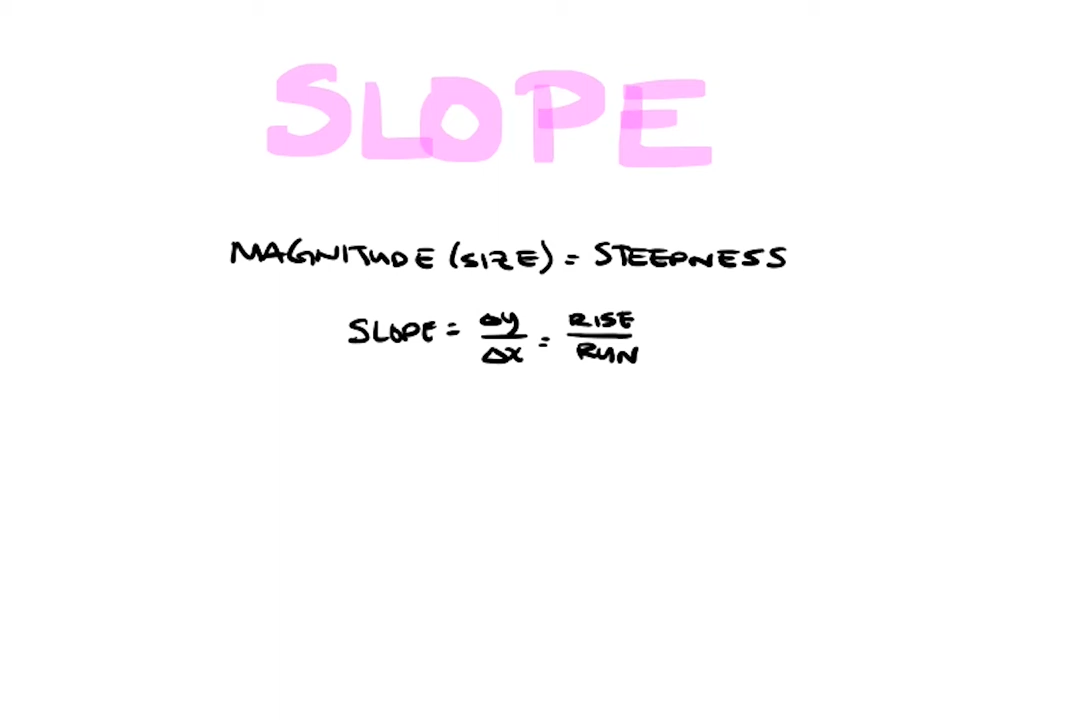 SLOPE
MAGNITUDE (SIZE) = STEEPNESS
SLOPE = Δy/Δx = RISE/RUN